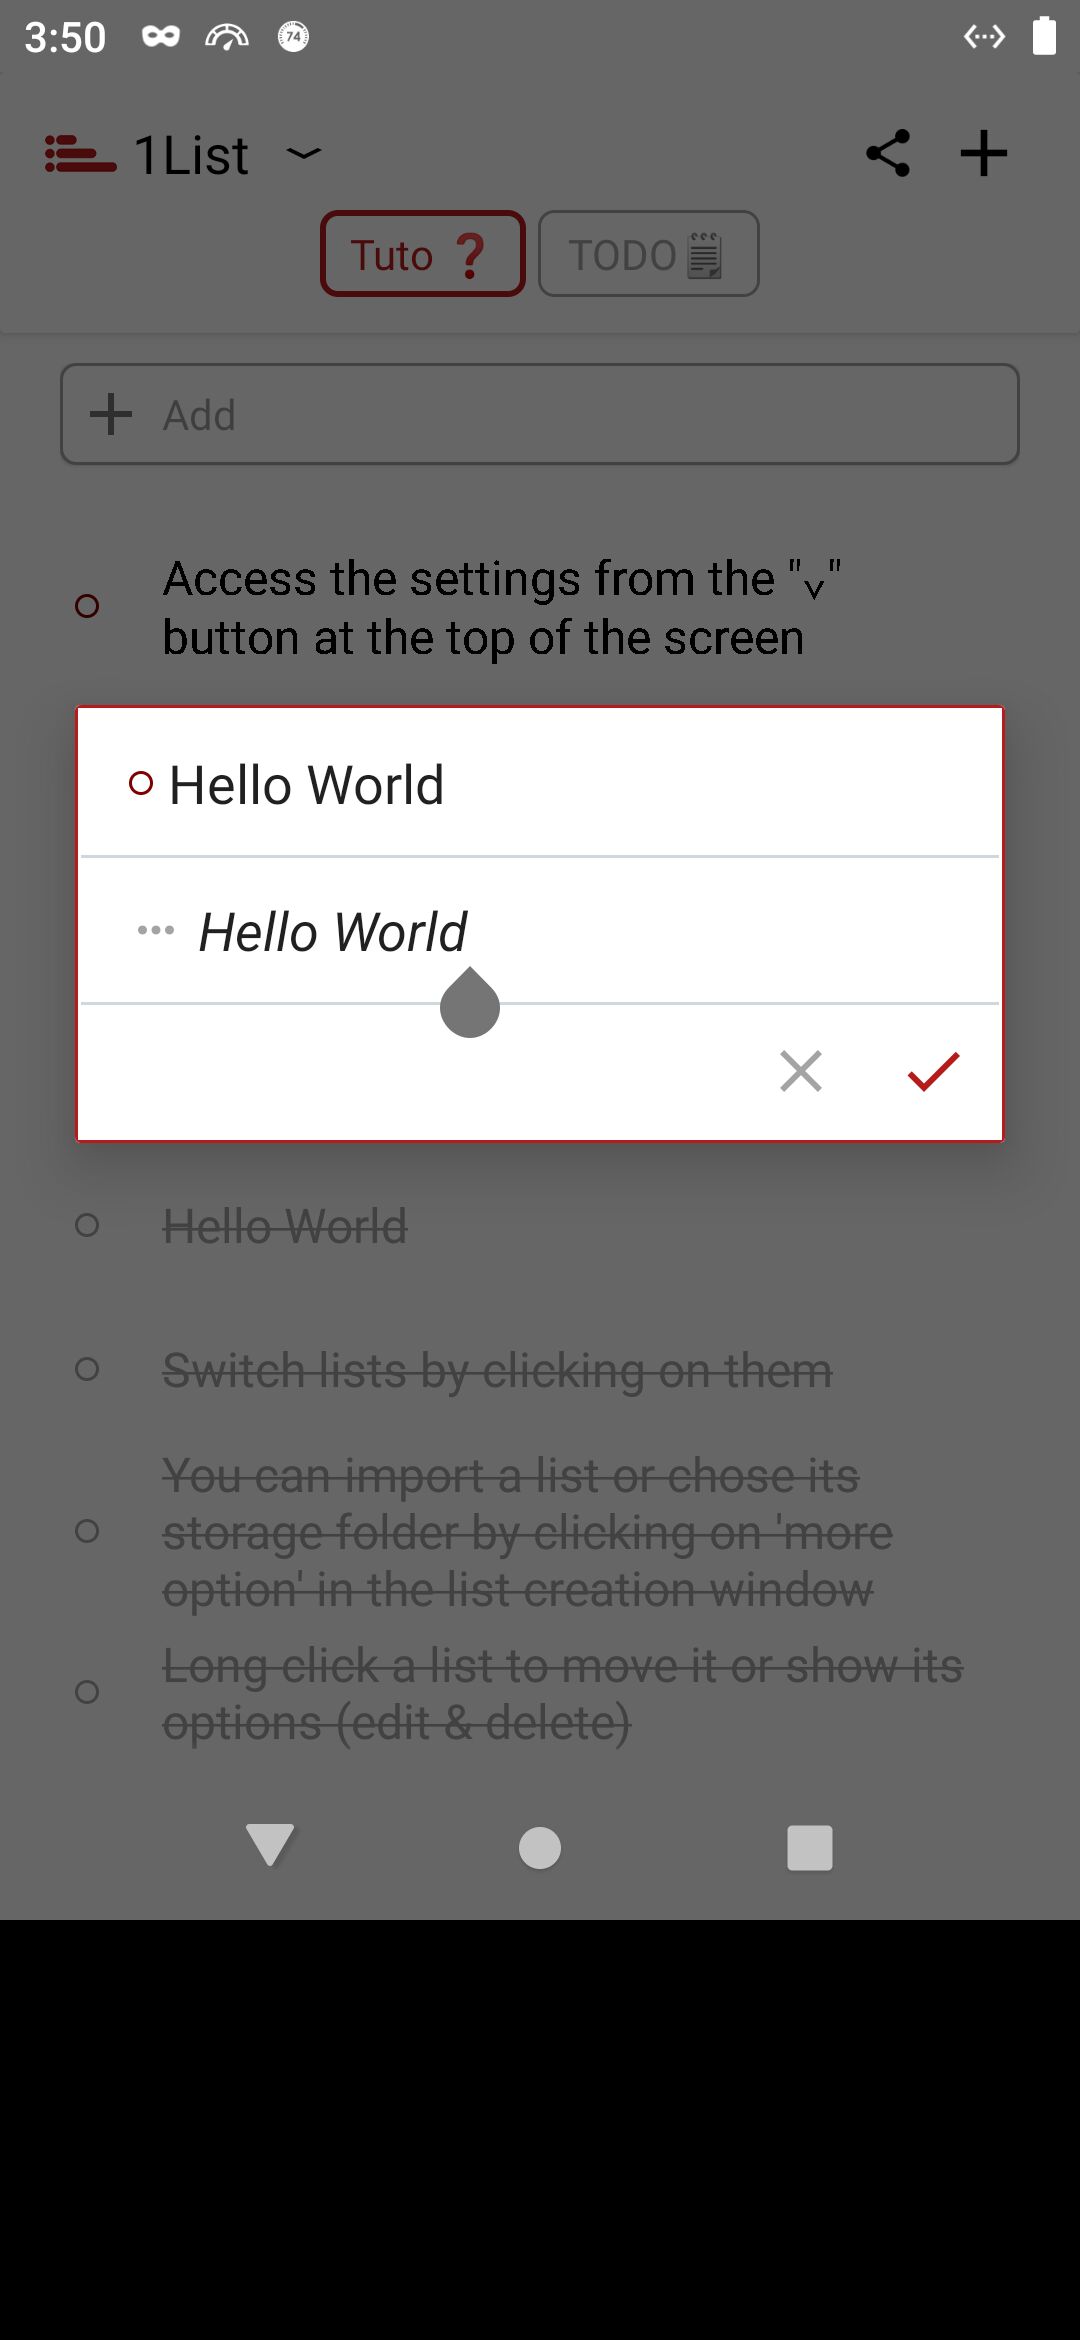 3:50
74
1List
Tuto ❓
TODO🗒
Add
Access the settings from the "v"
button at the top of the screen
Hello World
Hello World
Hello World
Switch lists by clicking on them
You can import a list or chose its
storage folder by clicking on 'more
option' in the list creation window
Long click a list to move it or show its
options (edit & delete)